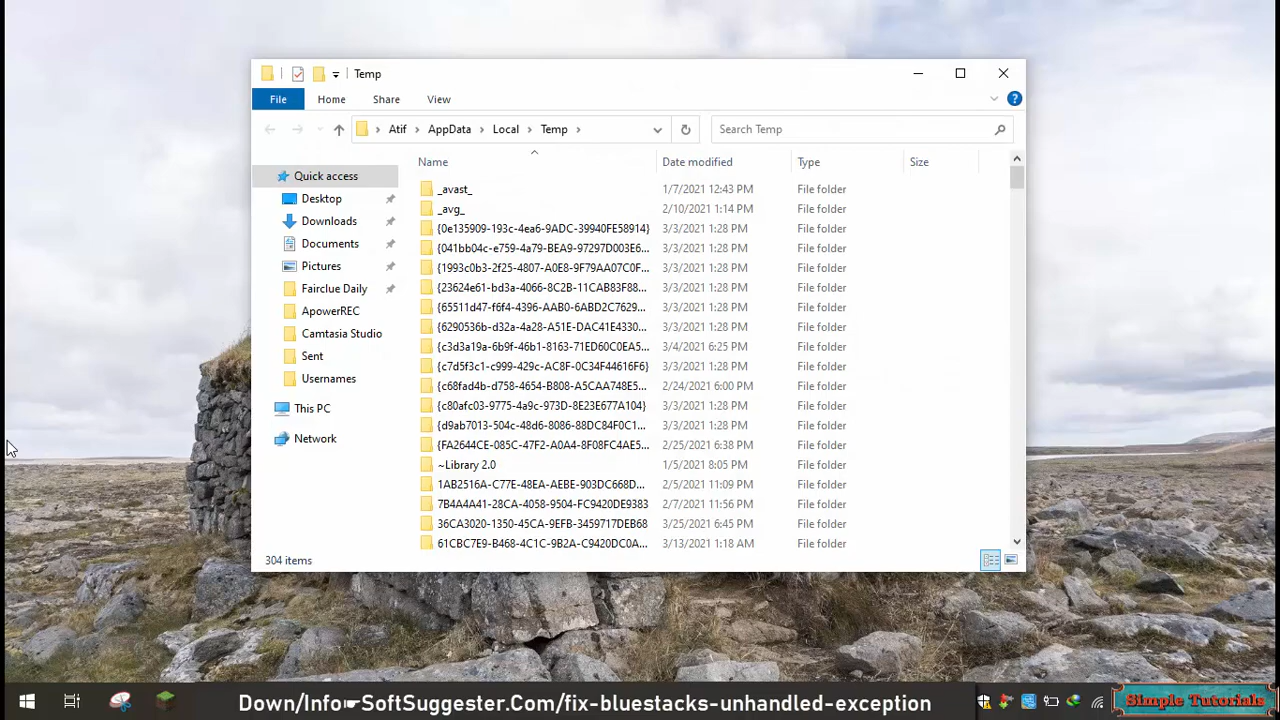 Temp
File Home Share View
Atif AppData Local Temp
Search Temp
Name Date modified Type Size
Quick access
Desktop
Downloads
Documents
Pictures
Fairclue Daily
ApowerREC
Camtasia Studio
Sent
Usernames
This PC
Network
_avast_ 1/7/2021 12:43 PM File folder
_avg_ 2/10/2021 1:14 PM File folder
{0e135909-193c-4ea6-9ADC-39940FE58914} 3/3/2021 1:28 PM File folder
{041bb04c-e759-4a79-BEA9-97297D003E6... 3/3/2021 1:28 PM File folder
{1993c0b3-2f25-4807-A0E8-9F79AA07C0F... 3/3/2021 1:28 PM File folder
{23624e61-bd3a-4066-8C2B-11CAB83F88... 3/3/2021 1:28 PM File folder
{65511d47-f6f4-4396-AAB0-6ABD2C7629... 3/3/2021 1:28 PM File folder
{6290536b-d32a-4a28-A51E-DAC41E4330... 3/3/2021 1:28 PM File folder
{c3d3a19a-6b9f-46b1-8163-71ED60C0EA5... 3/4/2021 6:25 PM File folder
{c7d5f3c1-c999-429c-AC8F-0C34F44616F6} 3/3/2021 1:28 PM File folder
{c68fad4b-d758-4654-B808-A5CAA748E5... 2/24/2021 6:00 PM File folder
{c80afc03-9775-4a9c-973D-8E23E677A104} 3/3/2021 1:28 PM File folder
{d9ab7013-504c-48d6-8086-88DC84F0C1... 3/3/2021 1:28 PM File folder
{FA2644CE-085C-47F2-A0A4-8F08FC4AE5... 2/25/2021 6:38 PM File folder
~Library 2.0 1/5/2021 8:05 PM File folder
1AB2516A-C77E-48EA-AEBE-903DC668D... 2/5/2021 11:09 PM File folder
7B4A4A41-28CA-4058-9504-FC9420DE9383 2/7/2021 11:56 PM File folder
36CA3020-1350-45CA-9EFB-3459717DEB68 3/25/2021 6:45 PM File folder
61CBC7E9-B468-4C1C-9B2A-C9420DC0A... 3/13/2021 1:18 AM File folder
304 items
Down/Info☛SoftSuggester.Com/fix-bluestacks-unhandled-exception
Simple Tutorials